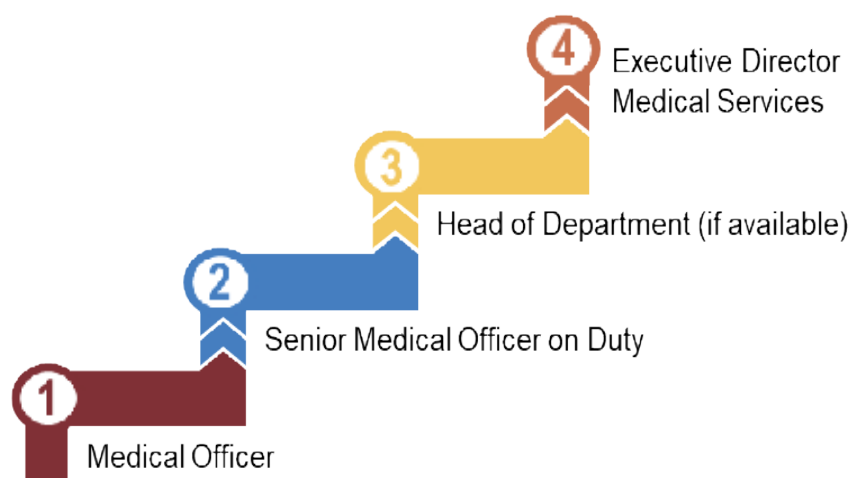 4
Executive Director
Medical Services
3
Head of Department (if available)
2
Senior Medical Officer on Duty
1
Medical Officer